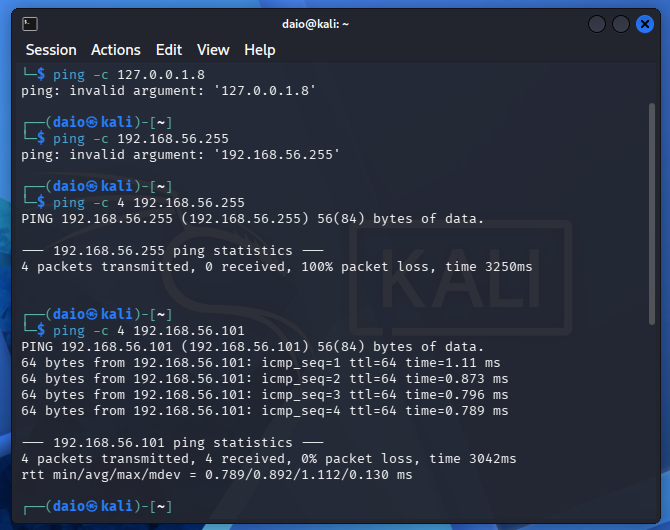 daio@kali: ~
Session Actions Edit View Help
└─$ ping -c 127.0.0.1.8
ping: invalid argument: '127.0.0.1.8'
┌──(daio㉿kali)-[~]
└─$ ping -c 192.168.56.255
ping: invalid argument: '192.168.56.255'
┌──(daio㉿kali)-[~]
└─$ ping -c 4 192.168.56.255
PING 192.168.56.255 (192.168.56.255) 56(84) bytes of data.
--- 192.168.56.255 ping statistics ---
4 packets transmitted, 0 received, 100% packet loss, time 3250ms
┌──(daio㉿kali)-[~]
└─$ ping -c 4 192.168.56.101
PING 192.168.56.101 (192.168.56.101) 56(84) bytes of data.
64 bytes from 192.168.56.101: icmp_seq=1 ttl=64 time=1.11 ms
64 bytes from 192.168.56.101: icmp_seq=2 ttl=64 time=0.873 ms
64 bytes from 192.168.56.101: icmp_seq=3 ttl=64 time=0.796 ms
64 bytes from 192.168.56.101: icmp_seq=4 ttl=64 time=0.789 ms
--- 192.168.56.101 ping statistics ---
4 packets transmitted, 4 received, 0% packet loss, time 3042ms
rtt min/avg/max/mdev = 0.789/0.892/1.112/0.130 ms
┌──(daio㉿kali)-[~]
KALI